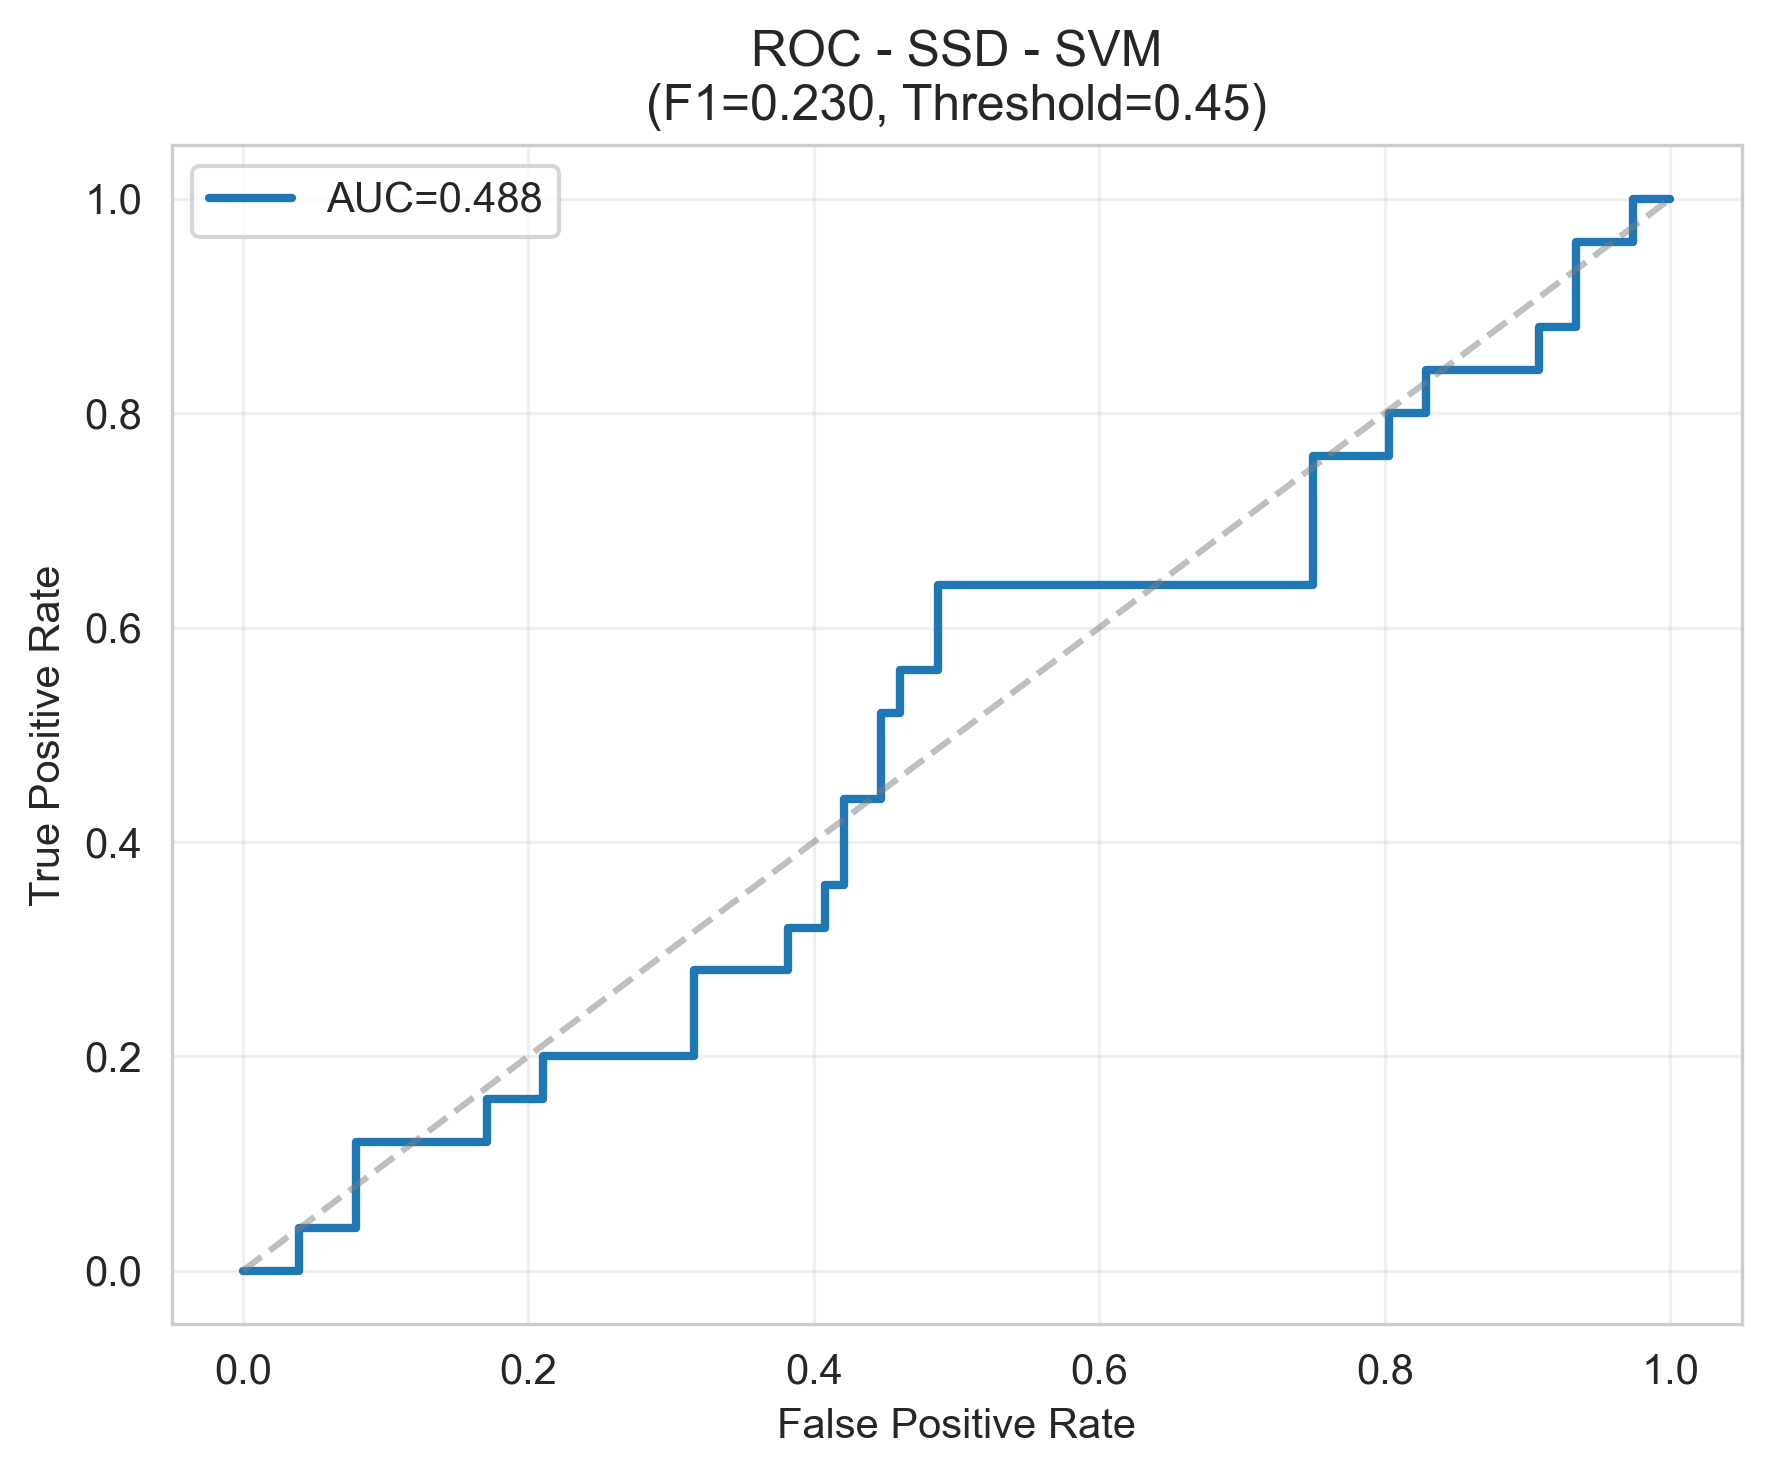 ROC - SSD - SVM
(F1=0.230, Threshold=0.45)
AUC=0.488
1.0
0.8
0.6
0.4
0.2
0.0
True Positive Rate
0.0 0.2 0.4 0.6 0.8 1.0
False Positive Rate